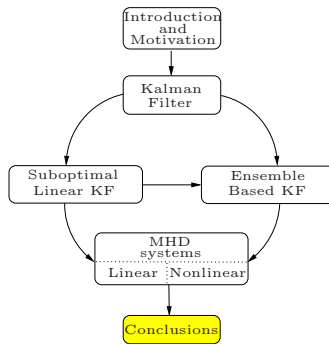 Introduction
and
Motivation
Kalman
Filter
Suboptimal
Linear KF
Ensemble
Based KF
MHD
systems
Linear
Nonlinear
Conclusions